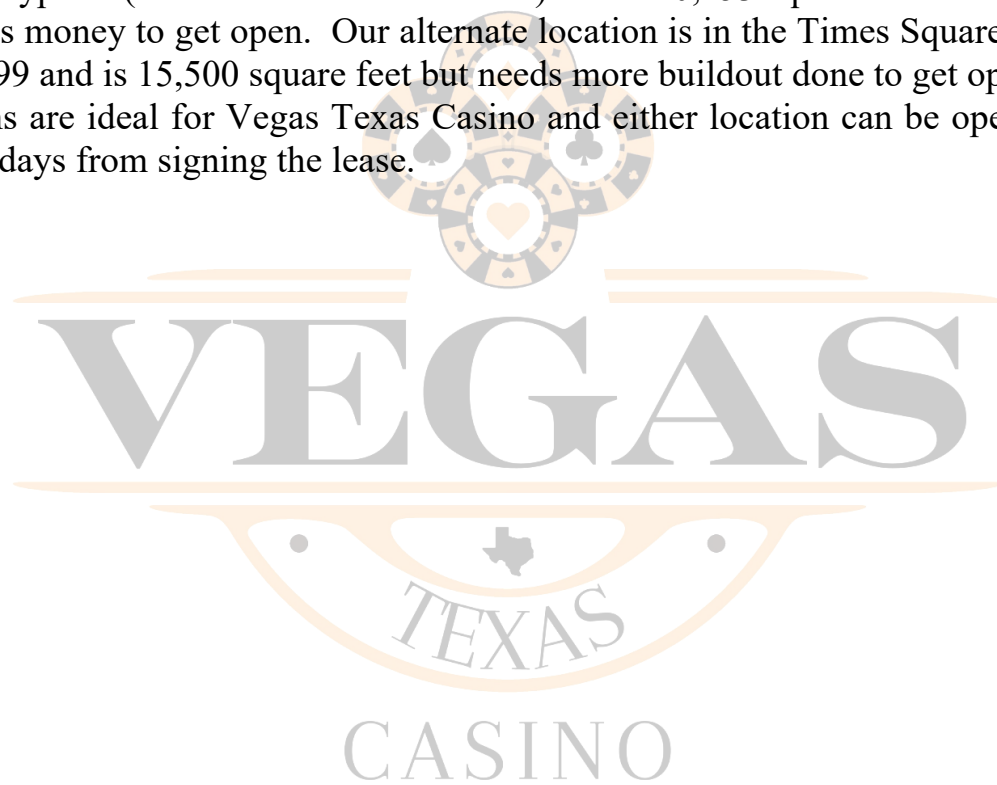 s money to get open. Our alternate location is in the Times Square
99 and is 15,500 square feet but needs more buildout done to get op
s are ideal for Vegas Texas Casino and either location can be ope
days from signing the lease.
VEGAS
TEXAS
CASINO